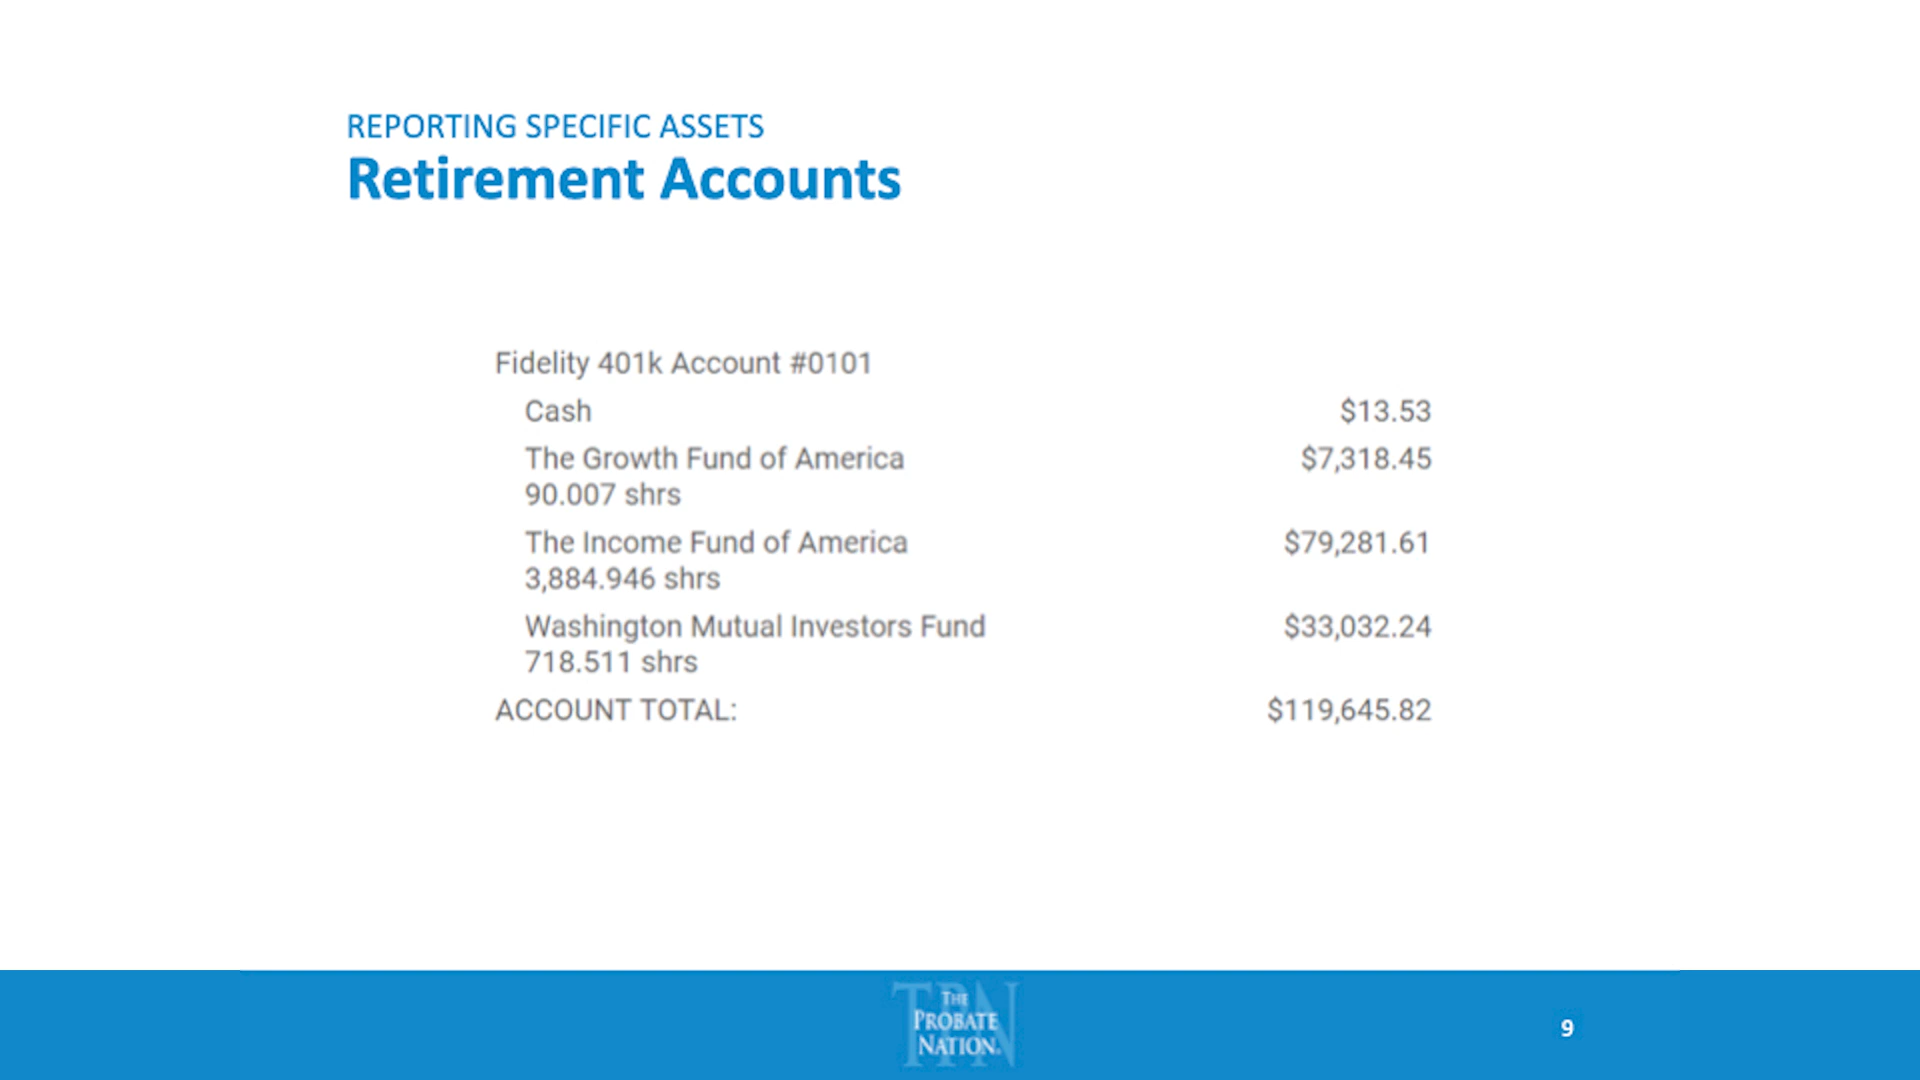 REPORTING SPECIFIC ASSETS
Retirement Accounts
Fidelity 401k Account #0101
Cash $13.53
The Growth Fund of America $7,318.45
90.007 shrs
The Income Fund of America $79,281.61
3,884.946 shrs
Washington Mutual Investors Fund $33,032.24
718.511 shrs
ACCOUNT TOTAL: $119,645.82
TPN
THE
PROBATE
NATION.
9